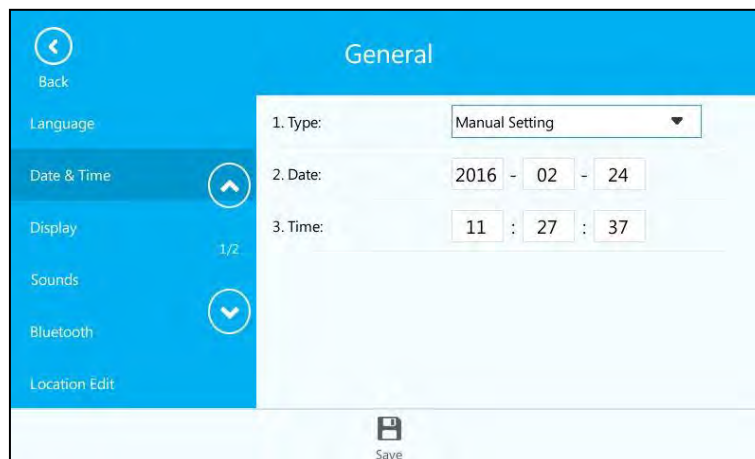 Back
General
Language
Date & Time
Display
1/2
Sounds
Bluetooth
Location Edit
1. Type: Manual Setting
2. Date: 2016 - 02 - 24
3. Time: 11 : 27 : 37
Save